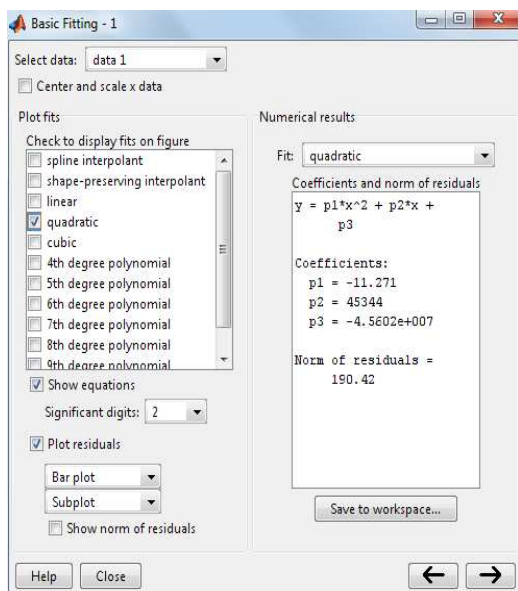 Basic Fitting - 1
Select data: data 1
Center and scale x data
Plot fits
Check to display fits on figure
spline interpolant
shape-preserving interpolant
linear
quadratic
cubic
4th degree polynomial
5th degree polynomial
6th degree polynomial
7th degree polynomial
8th degree polynomial
9th degree polynomial
Show equations
Significant digits: 2
Plot residuals
Bar plot
Subplot
Show norm of residuals
Numerical results
Fit: quadratic
Coefficients and norm of residuals
y = p1*x^2 + p2*x +
p3
Coefficients:
p1 = -11.271
p2 = 45344
p3 = -4.5602e+007
Norm of residuals =
190.42
Save to workspace...
Help Close